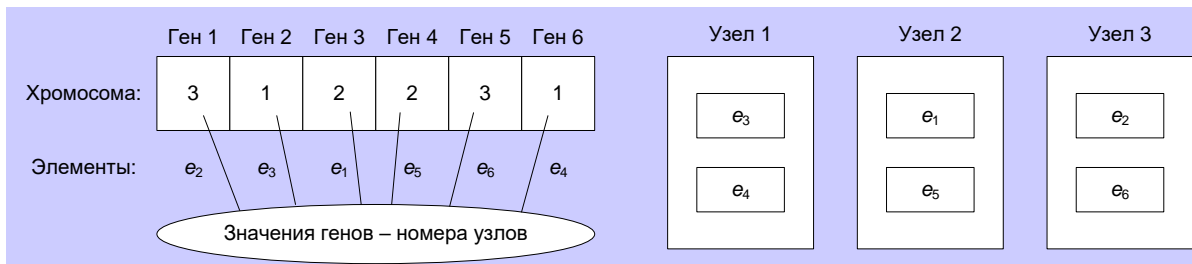 Ген 1 Ген 2 Ген 3 Ген 4 Ген 5 Ген 6 Узел 1 Узел 2 Узел 3
Хромосома: 3 1 2 2 3 1
e₃ e₁ e₂
Элементы: e₂ e₃ e₁ e₅ e₆ e₄
e₄ e₅ e₆
Значения генов – номера узлов